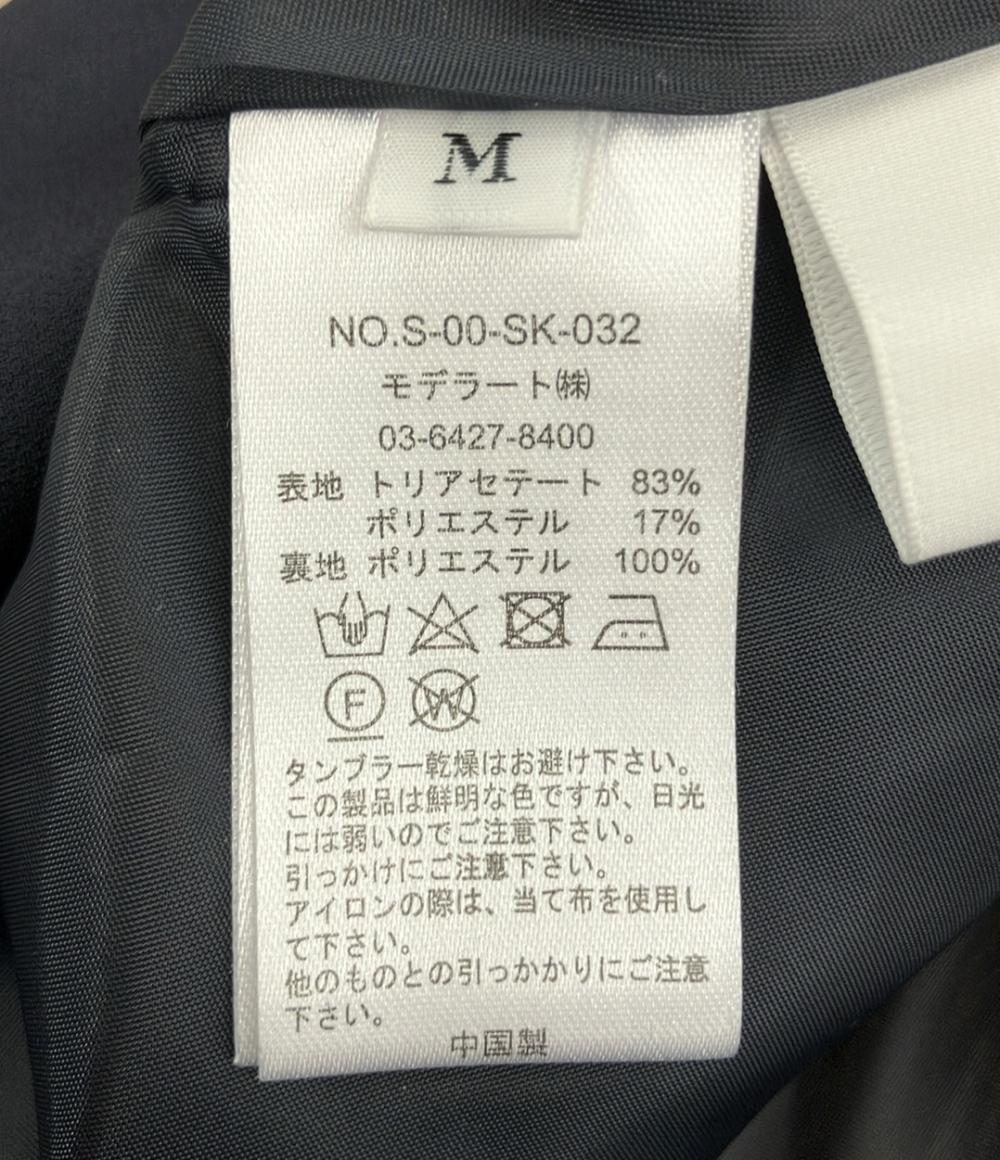 M
NO.S-00-SK-032
モデラート㈱
03-6427-8400
表地 トリアセテート 83%
ポリエステル 17%
裏地 ポリエステル 100%
F
W
タンブラー乾燥はお避け下さい。
この製品は鮮明な色ですが、日光
には弱いのでご注意下さい。
引っかけにご注意下さい。
アイロンの際は、当て布を使用し
て下さい。
他のものとの引っかかりにご注意
下さい。
中国製